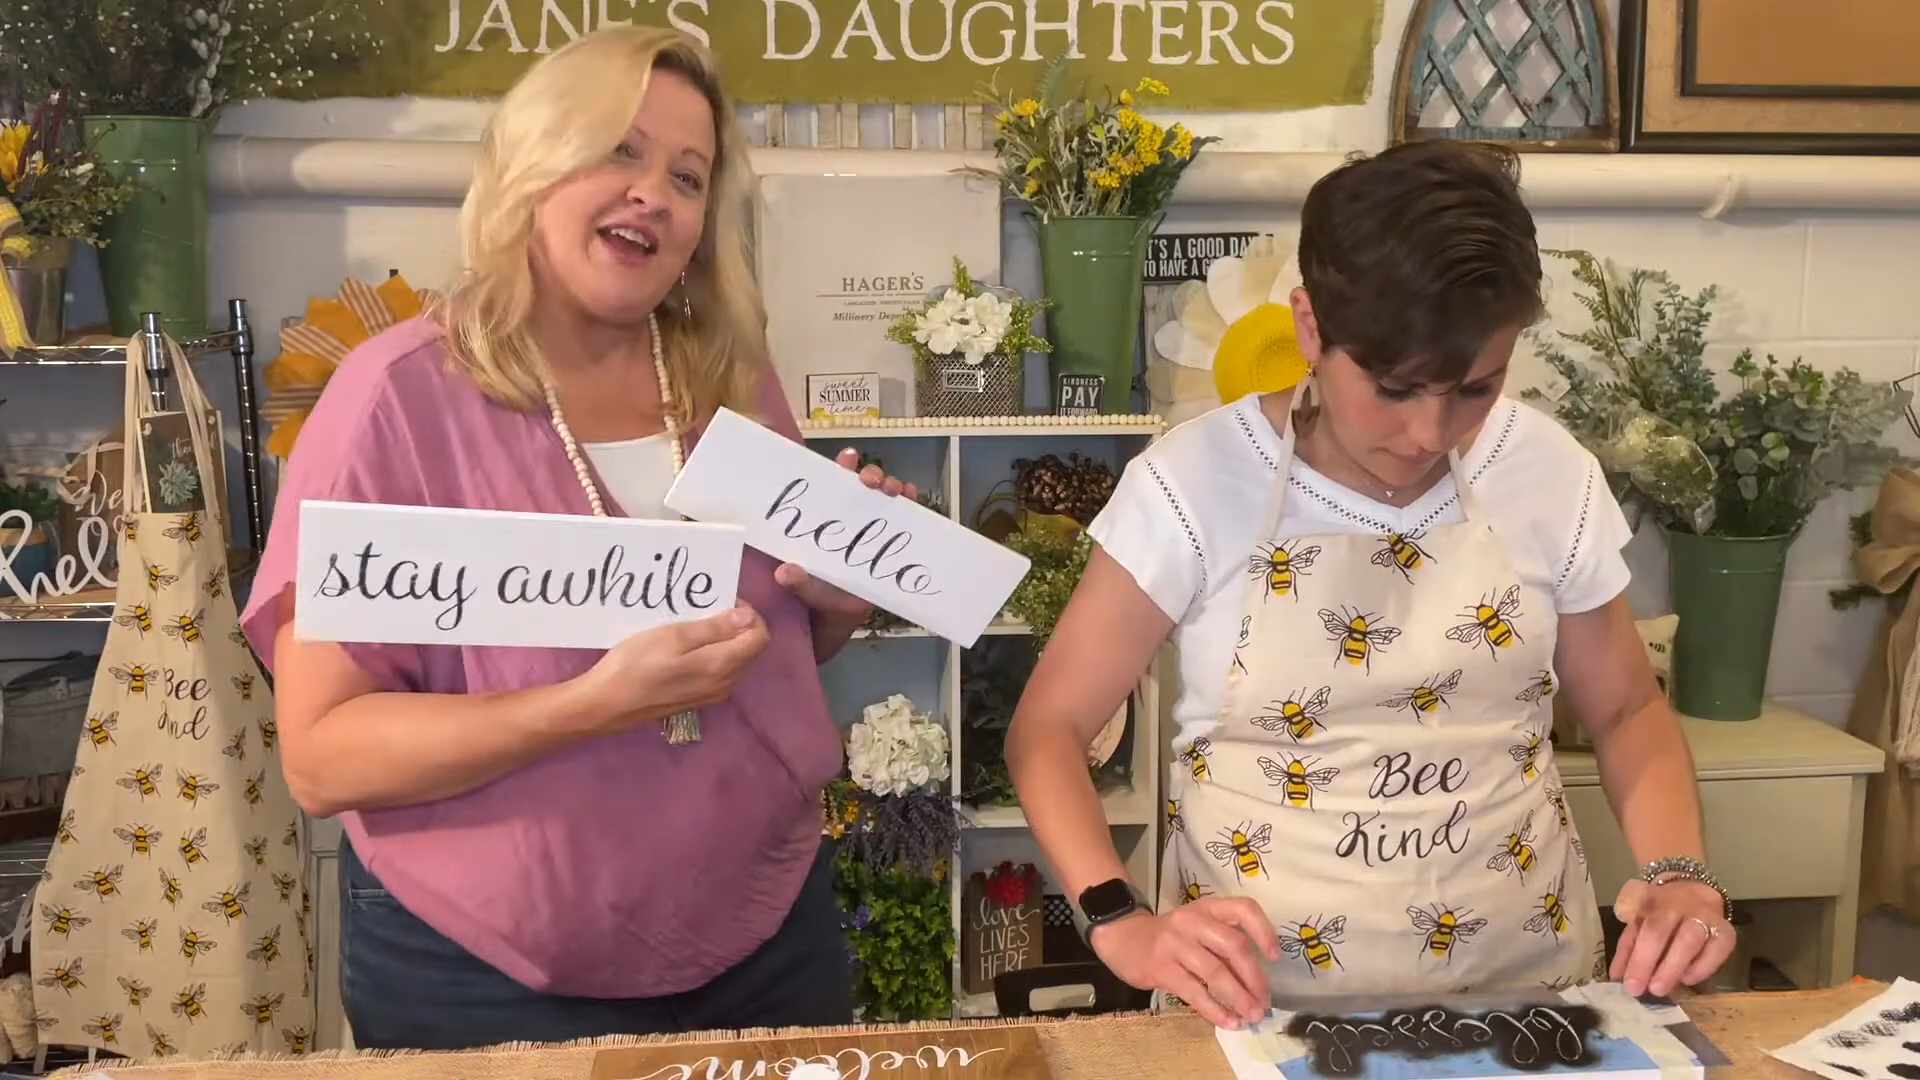 JANE'S DAUGHTERS
HAGER'S
Millinery
IT'S A GOOD DAY
TO HAVE A
sweet
SUMMER
time
KINDNESS
PAY
IT FORWARD
hello
stay awhile
Bee
Kind
Bee
Kind
love
LIVES
HERE
welcome
blessed